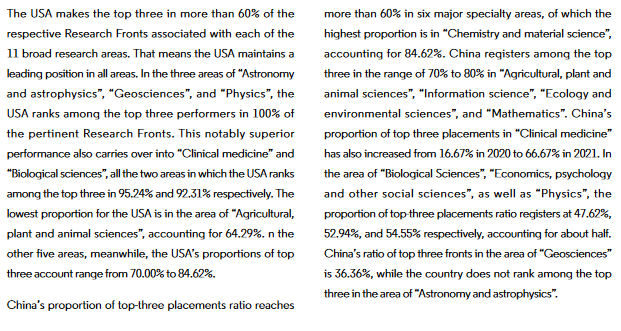 The USA makes the top three in more than 60% of the
respective Research Fronts associated with each of the
11 broad research areas. That means the USA maintains a
leading position in all areas. In the three areas of “Astronomy
and astrophysics”, “Geosciences”, and “Physics”, the
USA ranks among the top three performers in 100% of
the pertinent Research Fronts. This notably superior
performance also carries over into “Clinical medicine” and
“Biological sciences”, all the two areas in which the USA ranks
among the top three in 95.24% and 92.31% respectively. The
lowest proportion for the USA is in the area of “Agricultural,
plant and animal sciences”, accounting for 64.29%. n the
other five areas, meanwhile, the USA’s proportions of top
three account range from 70.00% to 84.62%.
China’s proportion of top-three placements ratio reaches
more than 60% in six major specialty areas, of which the
highest proportion is in “Chemistry and material science”,
accounting for 84.62%. China registers among the top
three in the range of 70% to 80% in “Agricultural, plant and
animal sciences”, “Information science”, “Ecology and
environmental sciences”, and “Mathematics”. China’s
proportion of top three placements in “Clinical medicine”
has also increased from 16.67% in 2020 to 66.67% in 2021. In
the area of “Biological Sciences”, “Economics, psychology
and other social sciences”, as well as “Physics”, the
proportion of top-three placements ratio registers at 47.62%,
52.94%, and 54.55% respectively, accounting for about half.
China’s ratio of top three fronts in the area of “Geosciences”
is 36.36%, while the country does not rank among the top
three in the area of “Astronomy and astrophysics”.